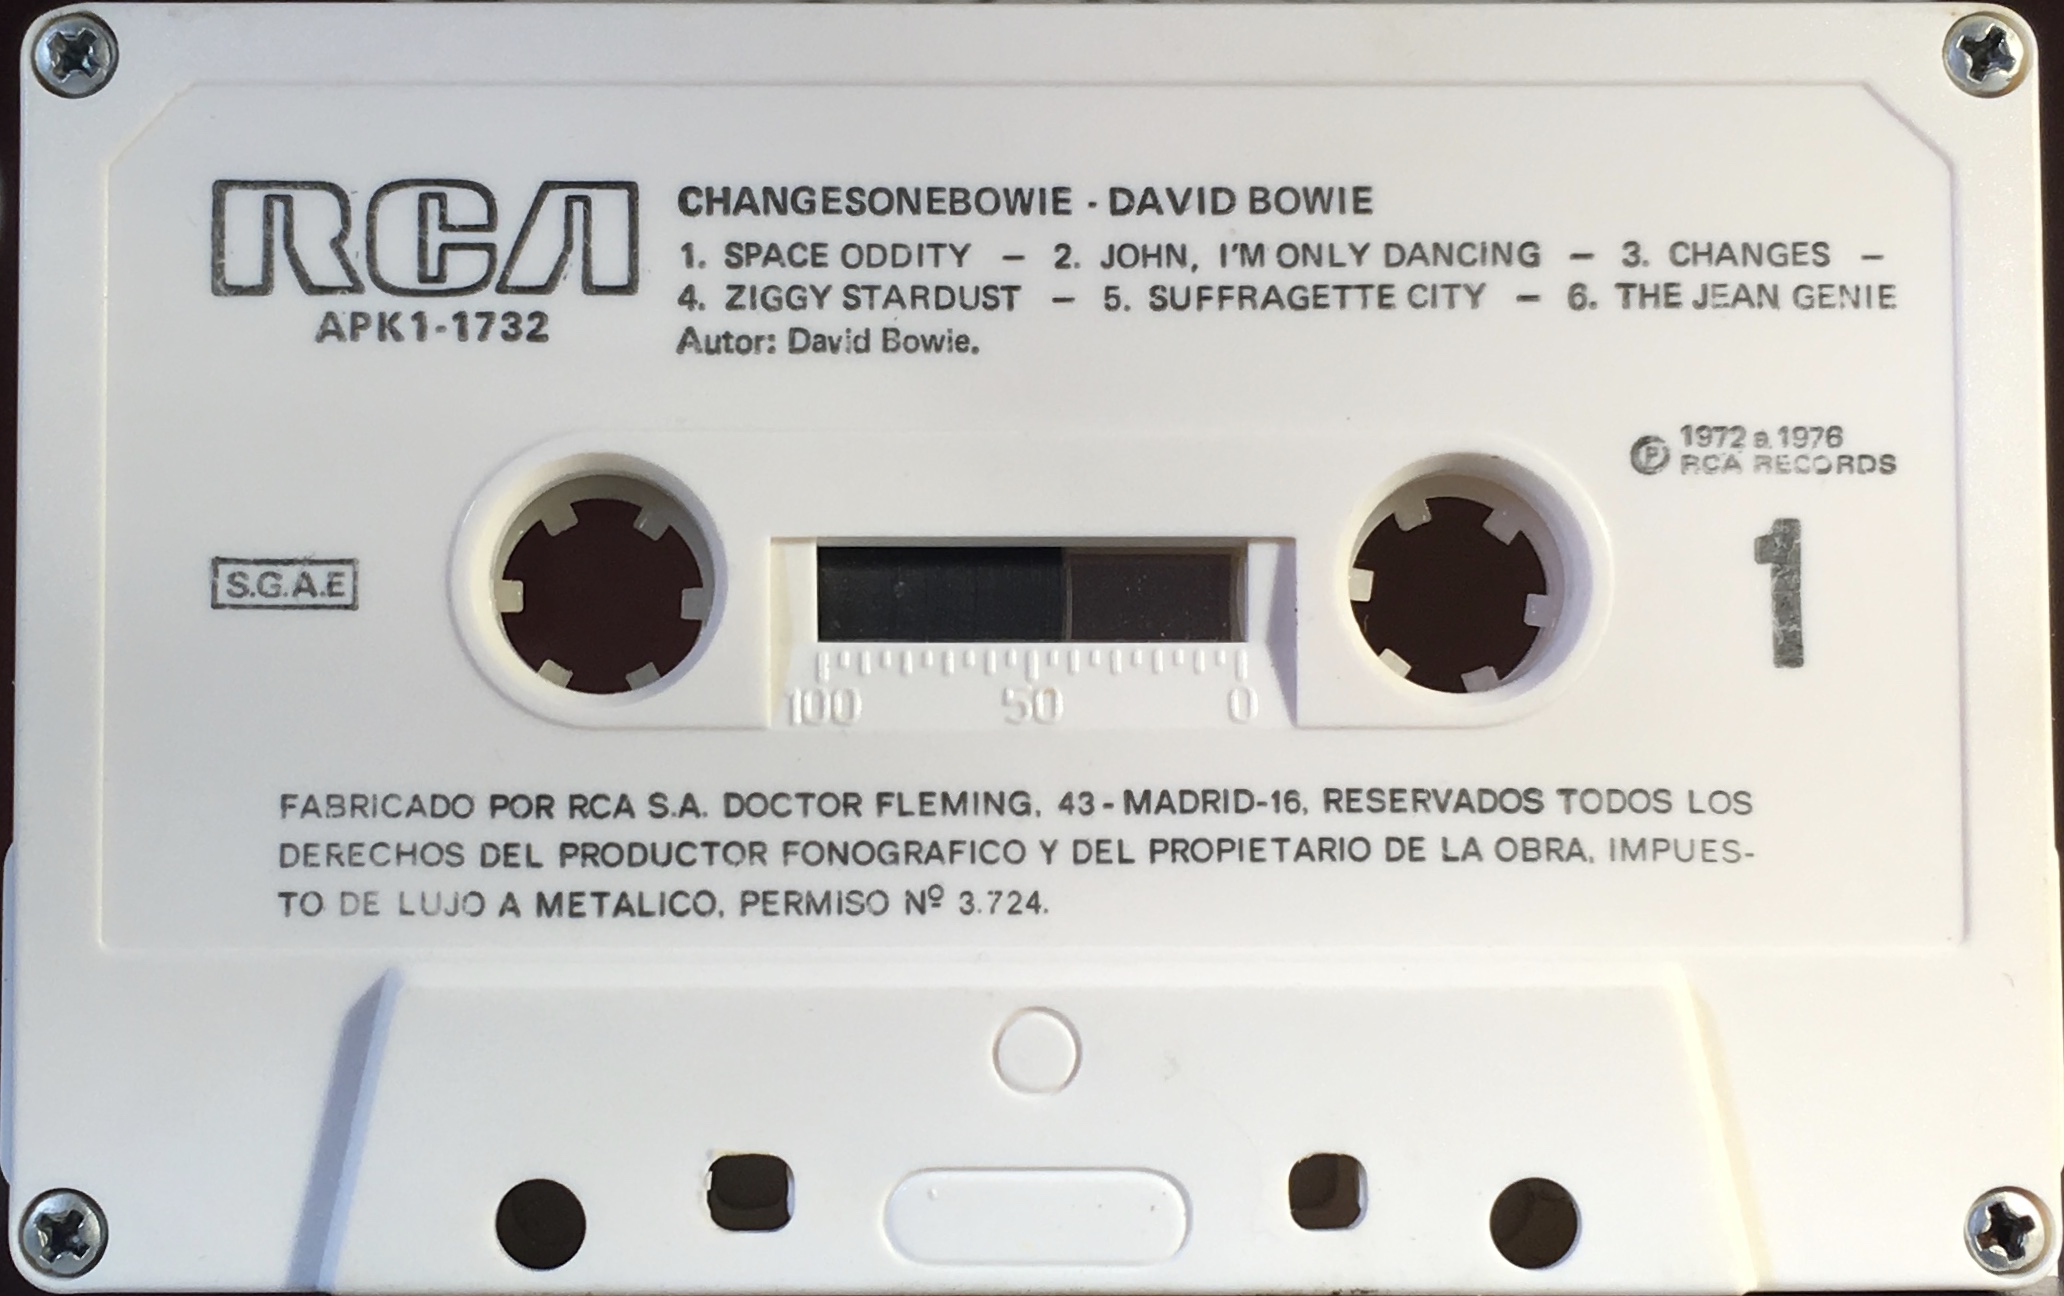 RCA
APK1-1732
CHANGESONEBOWIE - DAVID BOWIE
1. SPACE ODDITY – 2. JOHN, I'M ONLY DANCING – 3. CHANGES –
4. ZIGGY STARDUST – 5. SUFFRAGETTE CITY – 6. THE JEAN GENIE
Autor: David Bowie.
℗ 1972 a 1976
RCA RECORDS
S.G.A.E
1
100 50 0
FABRICADO POR RCA S.A. DOCTOR FLEMING, 43 - MADRID-16, RESERVADOS TODOS LOS
DERECHOS DEL PRODUCTOR FONOGRAFICO Y DEL PROPIETARIO DE LA OBRA. IMPUES-
TO DE LUJO A METALICO, PERMISO Nº 3.724.